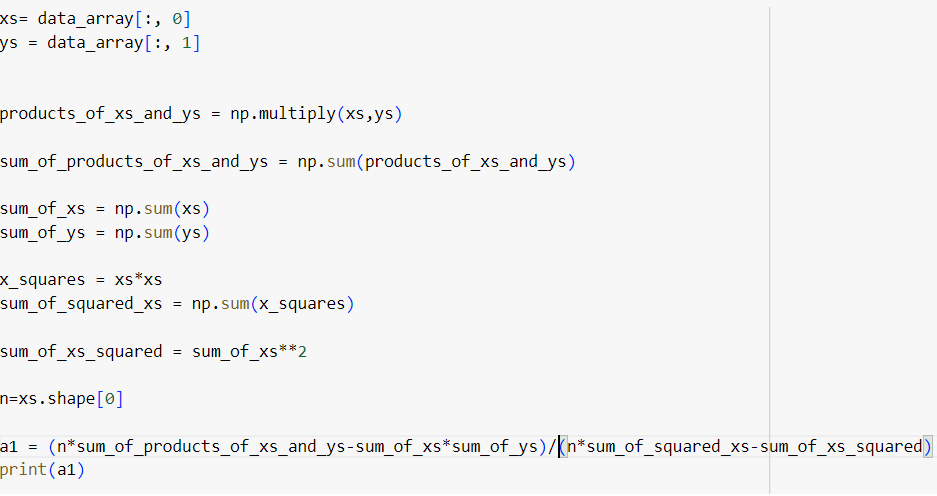 xs= data_array[:, 0]
ys = data_array[:, 1]
products_of_xs_and_ys = np.multiply(xs,ys)
sum_of_products_of_xs_and_ys = np.sum(products_of_xs_and_ys)
sum_of_xs = np.sum(xs)
sum_of_ys = np.sum(ys)
x_squares = xs*xs
sum_of_squared_xs = np.sum(x_squares)
sum_of_xs_squared = sum_of_xs**2
n=xs.shape[0]
a1 = (n*sum_of_products_of_xs_and_ys-sum_of_xs*sum_of_ys)/(n*sum_of_squared_xs-sum_of_xs_squared)
print(a1)